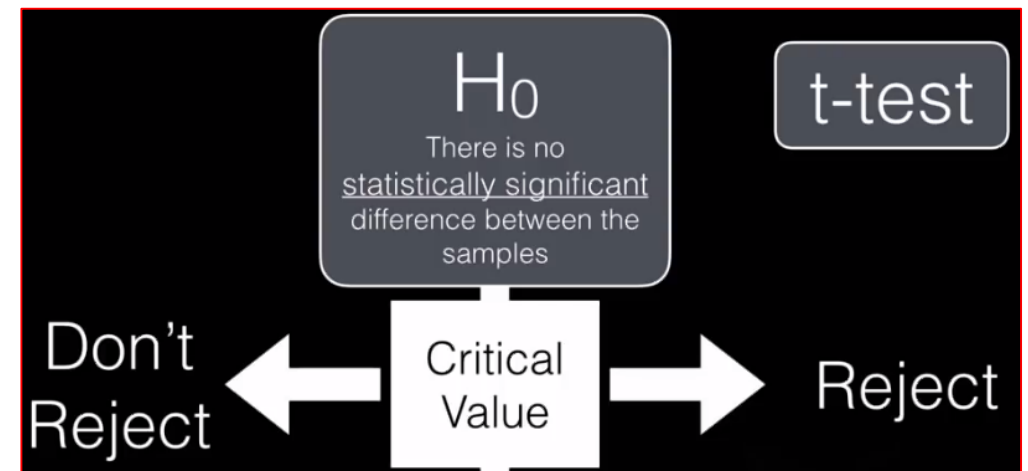 H0
There is no
statistically significant
difference between the
samples
t-test
Don't
Reject
Critical
Value
Reject